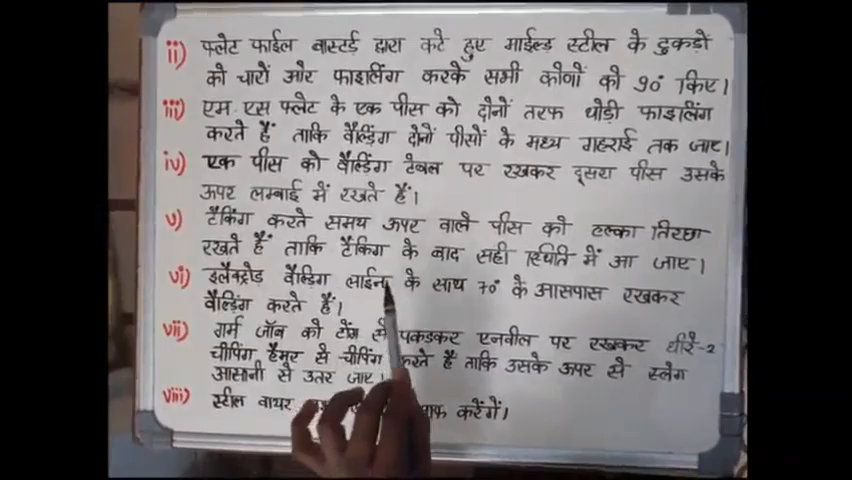 ii) फ्लेट फाईल बास्टर्ड द्वारा कटे हुए माईल्ड स्टील के टुकड़ों
को चारों ओर फाइलिंग करके सभी कोणों को 90° किए।
iii) एम.एस फ्लेट के एक पीस को दोनों तरफ थोड़ी फाइलिंग
करते हैं ताकि वैल्डिंग दोनों पीसों के मध्य गहराई तक जाए।
iv) एक पीस को वैल्डिंग टेबल पर रखकर दूसरा पीस उसके
ऊपर लम्बाई में रखते हैं।
v) टैकिंग करते समय ऊपर वाले पीस को हल्का तिरछा
रखते हैं ताकि टैकिंग के बाद सही स्थिति में आ जाए।
vi) इलैक्ट्रोड वैल्डिंग लाईन के साथ 70° के आसपास रखकर
वैल्डिंग करते हैं।
vii) गर्म जॉब को टोंग से पकड़कर एनवील पर रखकर धीरे-2
चीपिंग हैमर से चीपिंग करते हैं ताकि उसके ऊपर से स्लेग
आसानी से उतर जाए।
viii) स्टील वायर साफ करेंगें।